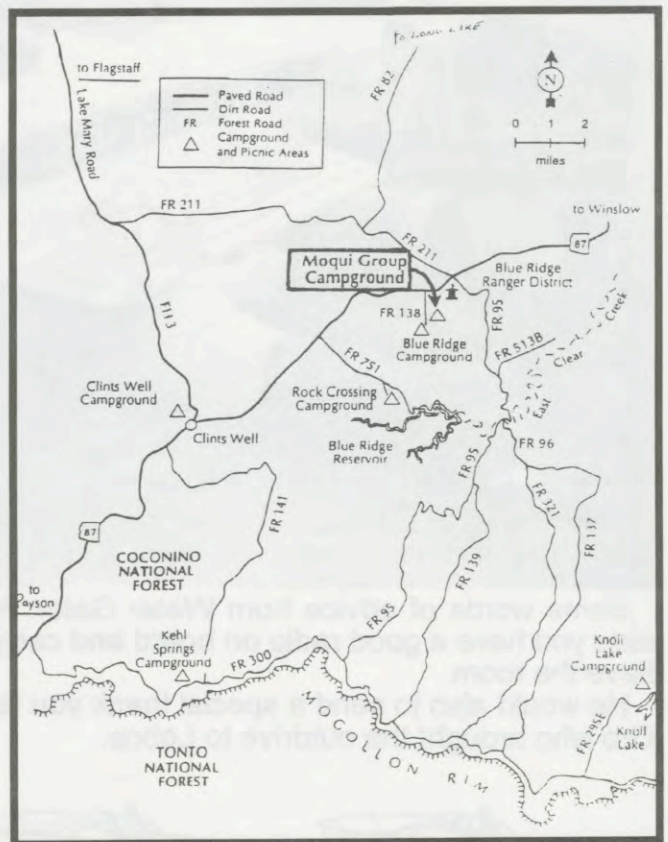 to LONG LAKE
to Flagstaff
Lake Mary Road
FR 82
Paved Road
Dirt Road
FR Forest Road
Campground
and Picnic Areas
N
0 1 2
miles
FR 211
to Winslow
FR 211
87
Moqui Group
Campground
Blue Ridge
Ranger District
FH 3
FR 138
FR 95
Blue Ridge
Campground
FR 513B
Clear
Creek
East
FR 751
Clints Well
Campground
Rock Crossing
Campground
Clints Well
Blue Ridge
Reservoir
FR 95
FR 96
FR 141
FR 321
FR 137
87
FR 139
COCONINO
NATIONAL
FOREST
to
Payson
FR 95
Kehl
Springs
Campground
FR 300
Knoll
Lake
Campground
MOGOLLON RIM
FR 295E
Knoll
Lake
TONTO
NATIONAL
FOREST